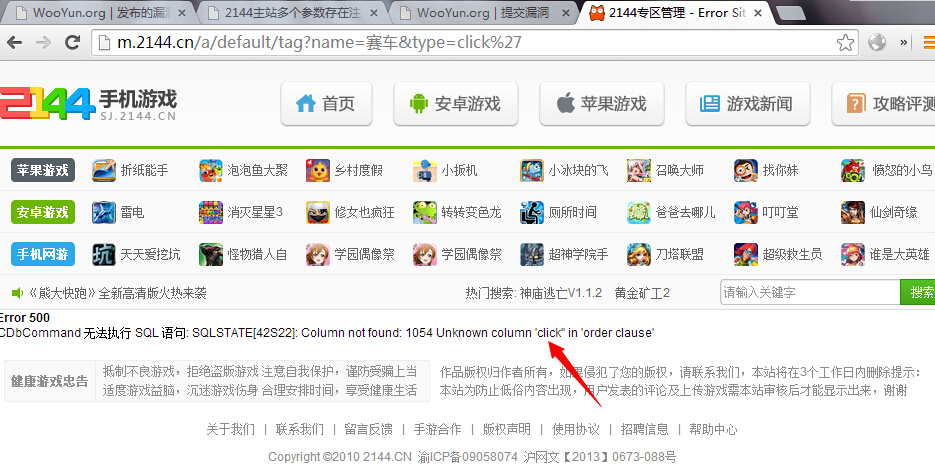 WooYun.org | 发布的漏
2144主站多个参数存在注
WooYun.org | 提交漏洞
2144专区管理 - Error Sit
m.2144.cn/a/default/tag?name=赛车&type=click%27
2144 手机游戏
SJ.2144.CN
首页
安卓游戏
苹果游戏
游戏新闻
攻略评测
苹果游戏 折纸能手 泡泡鱼大聚 乡村度假 小扳机 小冰块的飞 召唤大师 找你妹 愤怒的小鸟
安卓游戏 雷电 消灭星星3 修女也疯狂 转转变色龙 厕所时间 爸爸去哪儿 叮叮堂 仙剑奇缘
手机网游 天天爱挖坑 怪物猎人自 学园偶像祭 学园偶像祭 超神学院手 刀塔联盟 超级救生员 谁是大英雄
《熊大快跑》全新高清版火热来袭
热门搜索: 神庙逃亡V1.1.2 黄金矿工2
请输入关键字
搜索
Error 500
CDbCommand 无法执行 SQL 语句: SQLSTATE[42S22]: Column not found: 1054 Unknown column 'click'' in 'order clause'
健康游戏忠告
抵制不良游戏，拒绝盗版游戏 注意自我保护，谨防受骗上当
适度游戏益脑，沉迷游戏伤身 合理安排时间，享受健康生活
作品版权归作者所有，如果侵犯了您的版权，请联系我们，本站将在3个工作日内删除提示：
本站为防止低俗内容出现，用户发表的评论及上传游戏需本站审核后才能显示出来，谢谢
关于我们 | 联系我们 | 留言反馈 | 手游合作 | 版权声明 | 使用协议 | 招聘信息 | 帮助中心
Copyright ©2010 2144.CN 渝ICP备09058074 沪网文【2013】0673-088号